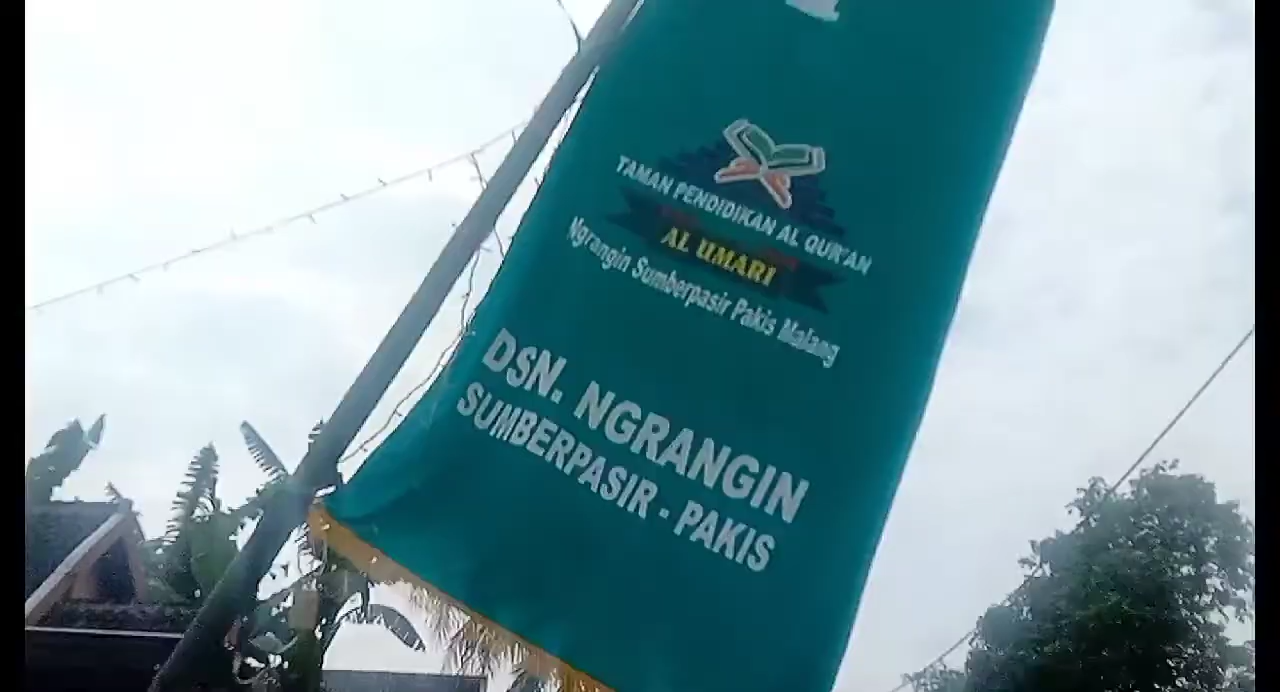 TAMAN PENDIDIKAN AL QUR'AN
AL UMARI
Ngrangin Sumberpasir Pakis Malang
DSN. NGRANGIN
SUMBERPASIR - PAKIS